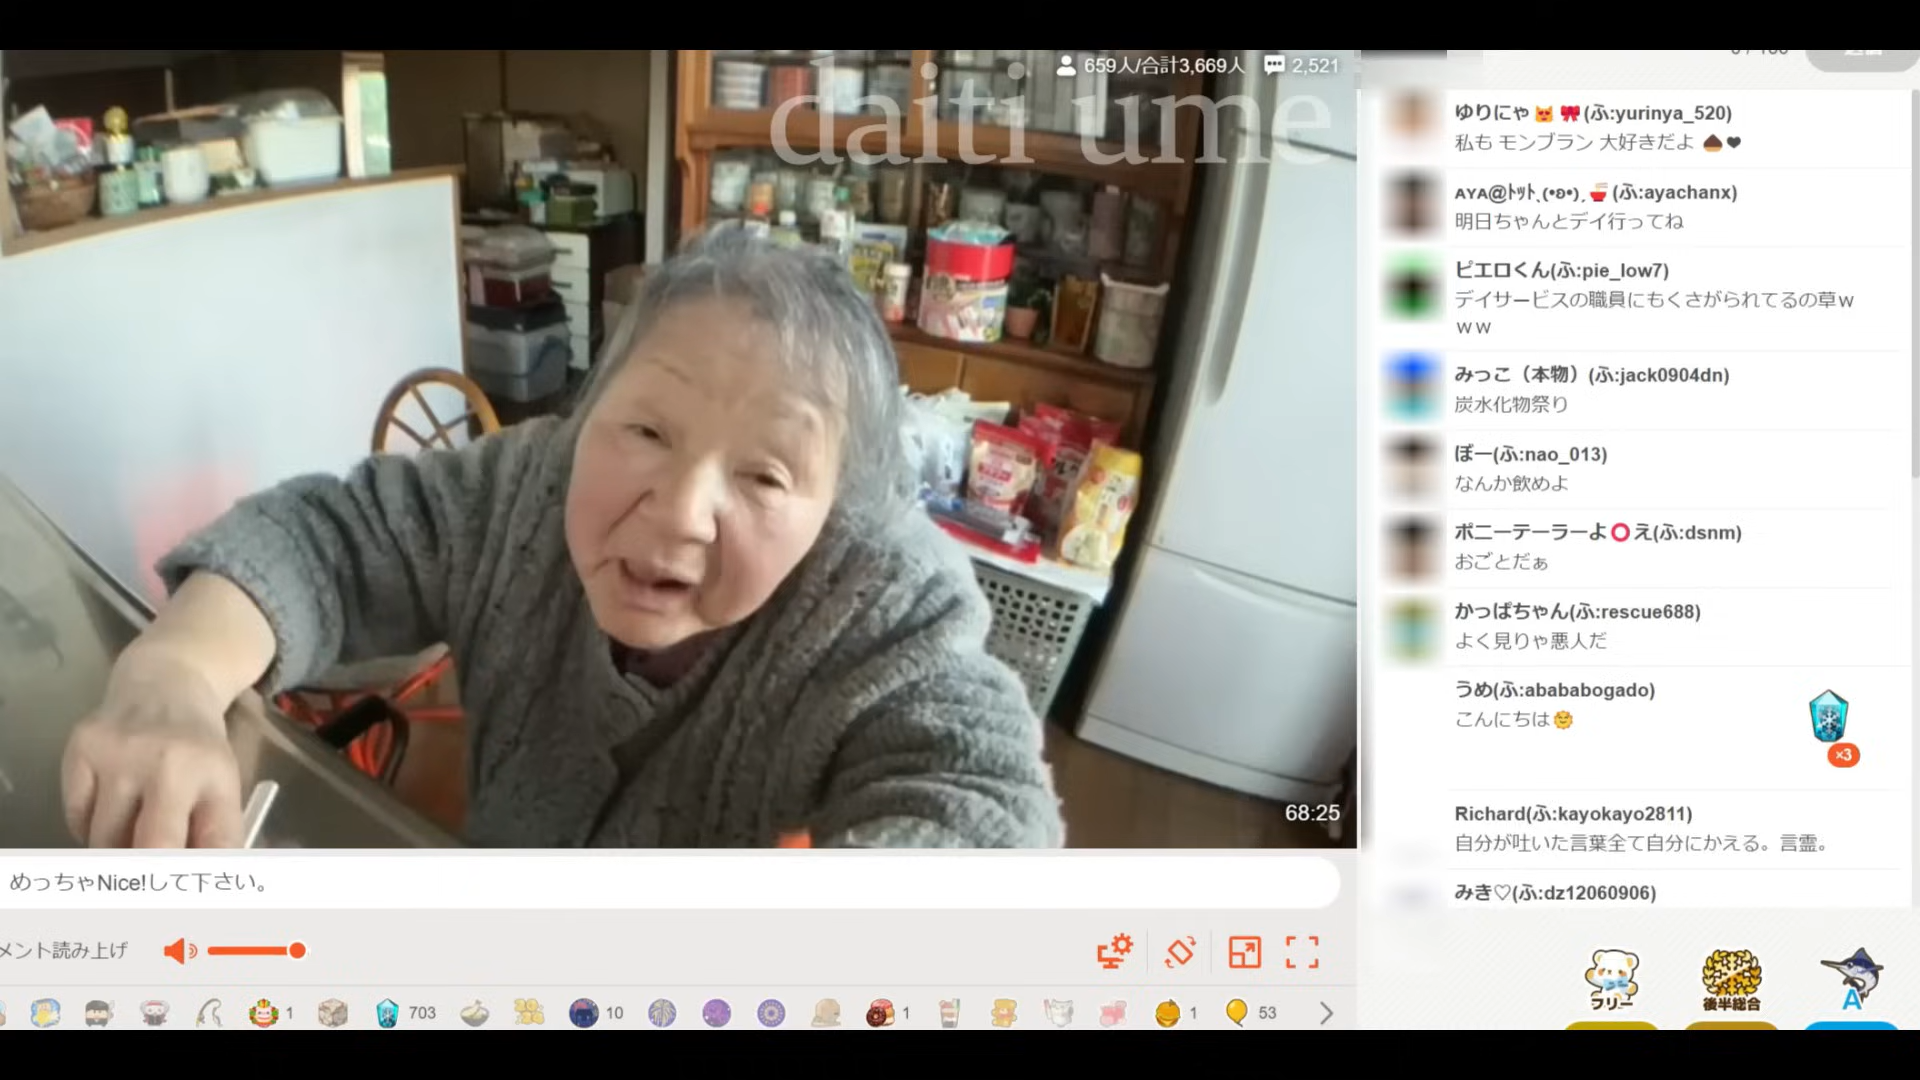 659人/合計3,669人 2,521
daiti ume
68:25
めっちゃNice!して下さい。
メント読み上げ
1
703
10
1
1
53
ゆりにゃ😻🎀(ふ:yurinya_520)
私も モンブラン 大好きだよ 🌰❤
ᴀʏᴀ@ﾄｯﾄ⸒(•ʚ•)⸒🍜(ふ:ayachanx)
明日ちゃんとデイ行ってね
ピエロくん(ふ:pie_low7)
デイサービスの職員にもくさがられてるの草w
ww
みっこ（本物）(ふ:jack0904dn)
炭水化物祭り
ぼー(ふ:nao_013)
なんか飲めよ
ポニーテーラーよ⭕え(ふ:dsnm)
おごとだぁ
かっぱちゃん(ふ:rescue688)
よく見りゃ悪人だ
うめ(ふ:abababogado)
こんにちは🌞
×3
Richard(ふ:kayokayo2811)
自分が吐いた言葉全て自分にかえる。言霊。
みき♡(ふ:dz12060906)
フリー
後半総合
A